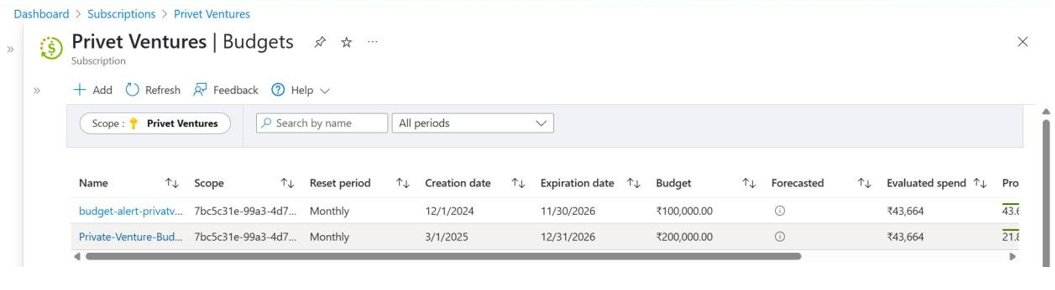 Dashboard > Subscriptions > Privet Ventures
Privet Ventures | Budgets
Subscription
Add Refresh Feedback Help
Scope : Privet Ventures Search by name All periods
Name Scope Reset period Creation date Expiration date Budget Forecasted Evaluated spend Pro
budget-alert-privatv... 7bc5c31e-99a3-4d7... Monthly 12/1/2024 11/30/2026 ₹100,000.00 ₹43,664 43.6
Private-Venture-Bud... 7bc5c31e-99a3-4d7... Monthly 3/1/2025 12/31/2026 ₹200,000.00 ₹43,664 21.8